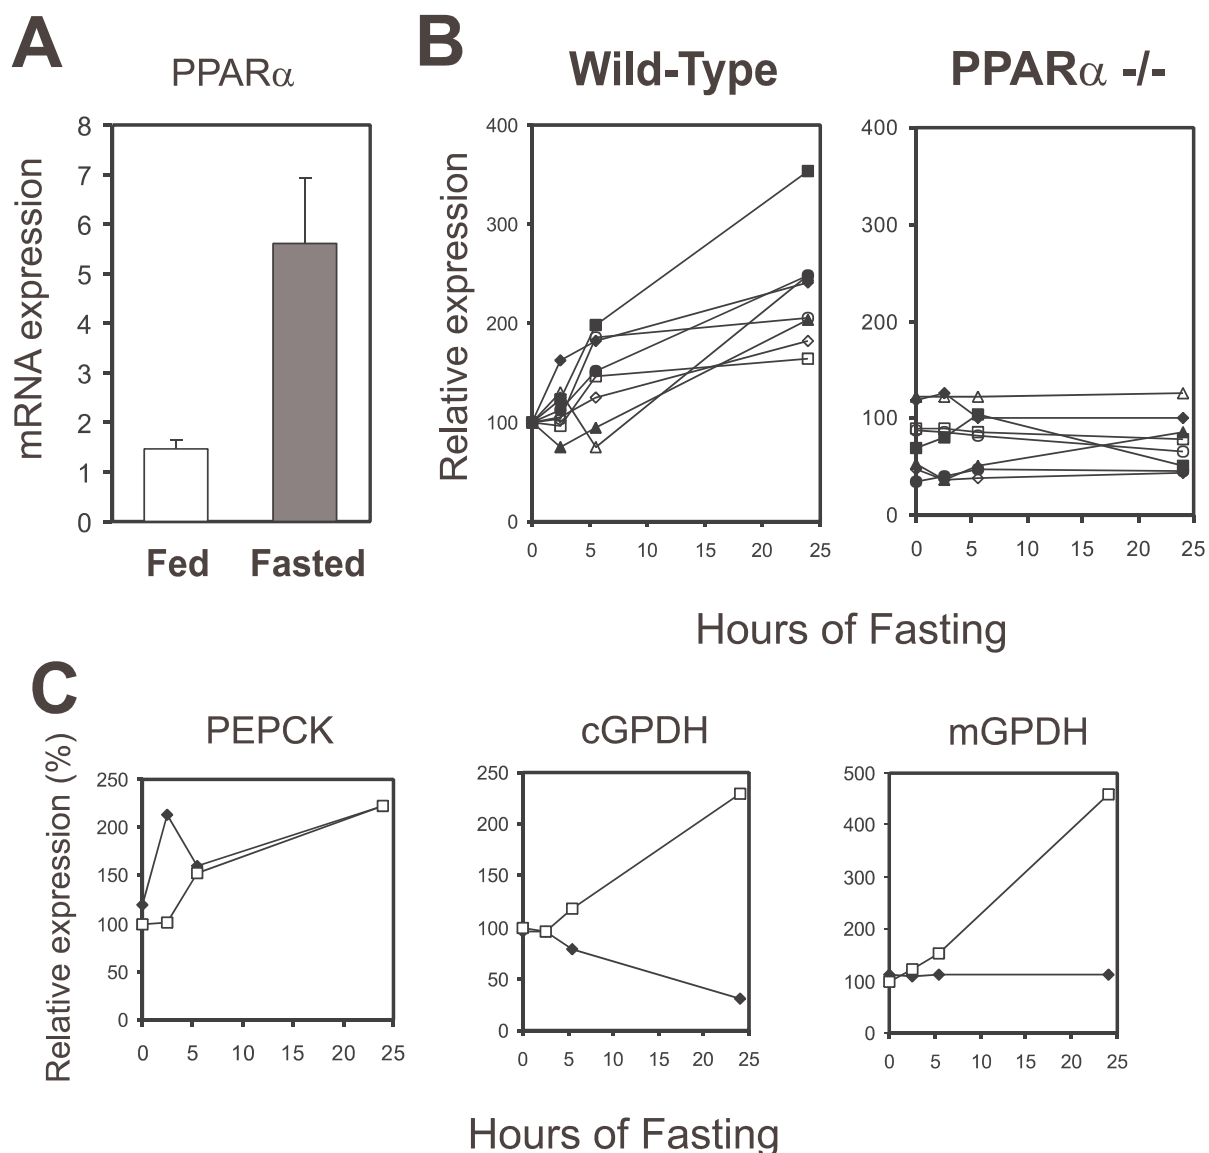 A
B
PPARα
Wild-Type
PPARα -/-
mRNA expression
8
7
6
5
4
3
2
1
0
Fed Fasted
Relative expression
400
300
200
100
0
0 5 10 15 20 25
400
300
200
100
0
0 5 10 15 20 25
Hours of Fasting
C
PEPCK
cGPDH
mGPDH
Relative expression (%)
250
200
150
100
50
0
0 5 10 15 20 25
250
200
150
100
50
0
0 5 10 15 20 25
500
400
300
200
100
0
0 5 10 15 20 25
Hours of Fasting